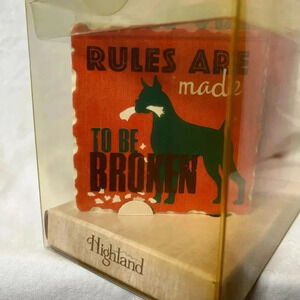 RULES ARE
made
TO BE
BROKEN
Highland